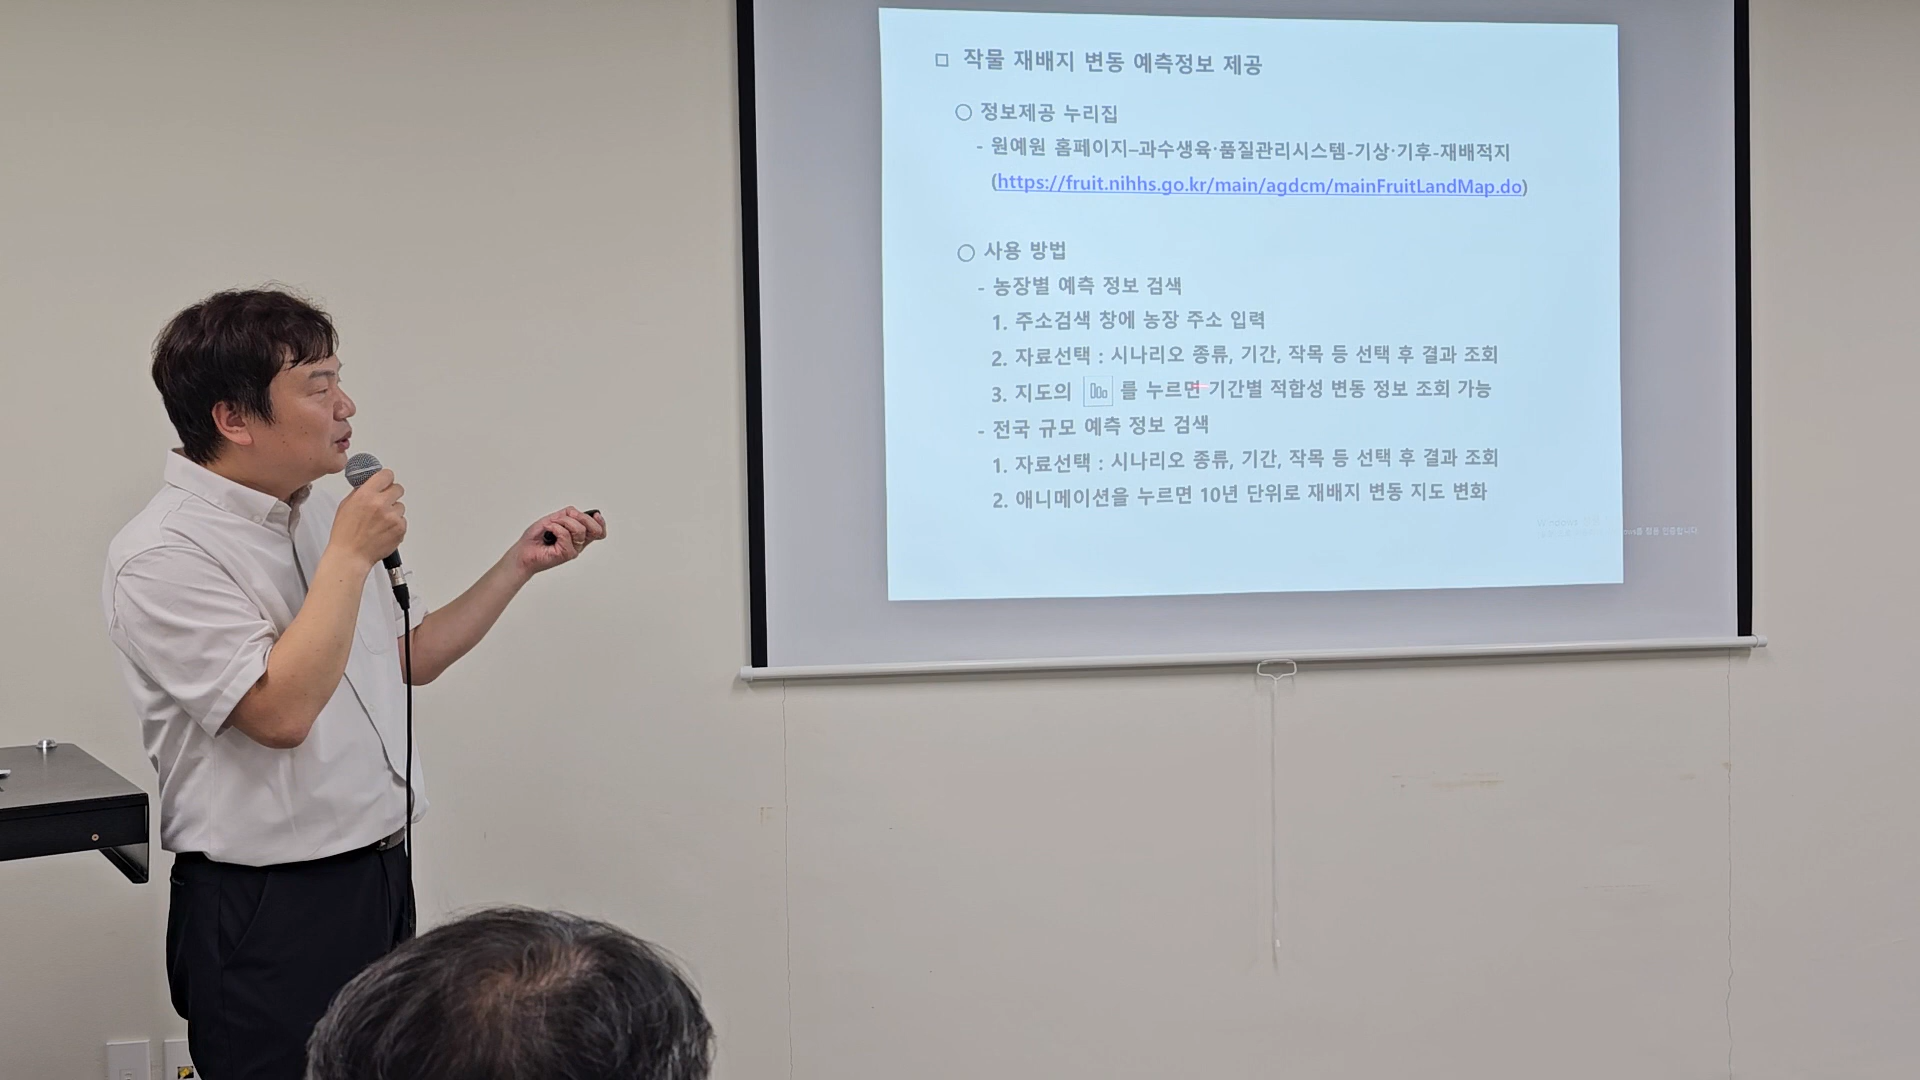 □ 작물 재배지 변동 예측정보 제공
○ 정보제공 누리집
- 원예원 홈페이지–과수생육·품질관리시스템-기상·기후-재배적지
(https://fruit.nihhs.go.kr/main/agdcm/mainFruitLandMap.do)
○ 사용 방법
- 농장별 예측 정보 검색
1. 주소검색 창에 농장 주소 입력
2. 자료선택 : 시나리오 종류, 기간, 작목 등 선택 후 결과 조회
3. 지도의 를 누르면 기간별 적합성 변동 정보 조회 가능
- 전국 규모 예측 정보 검색
1. 자료선택 : 시나리오 종류, 기간, 작목 등 선택 후 결과 조회
2. 애니메이션을 누르면 10년 단위로 재배지 변동 지도 변화
Windows
정품 인증합니다